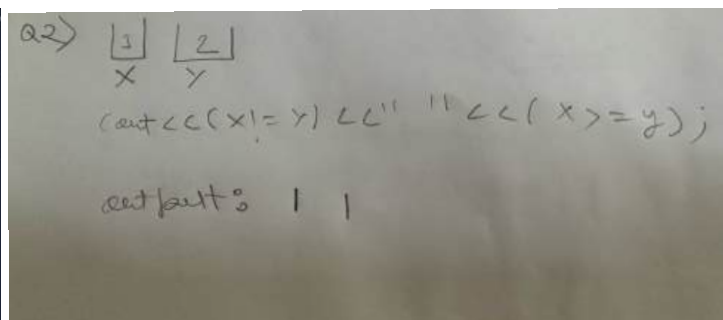 Q2) 3 2
X Y
cout<<(X!=Y)<<" "<<(X>=y);
output: 1 1